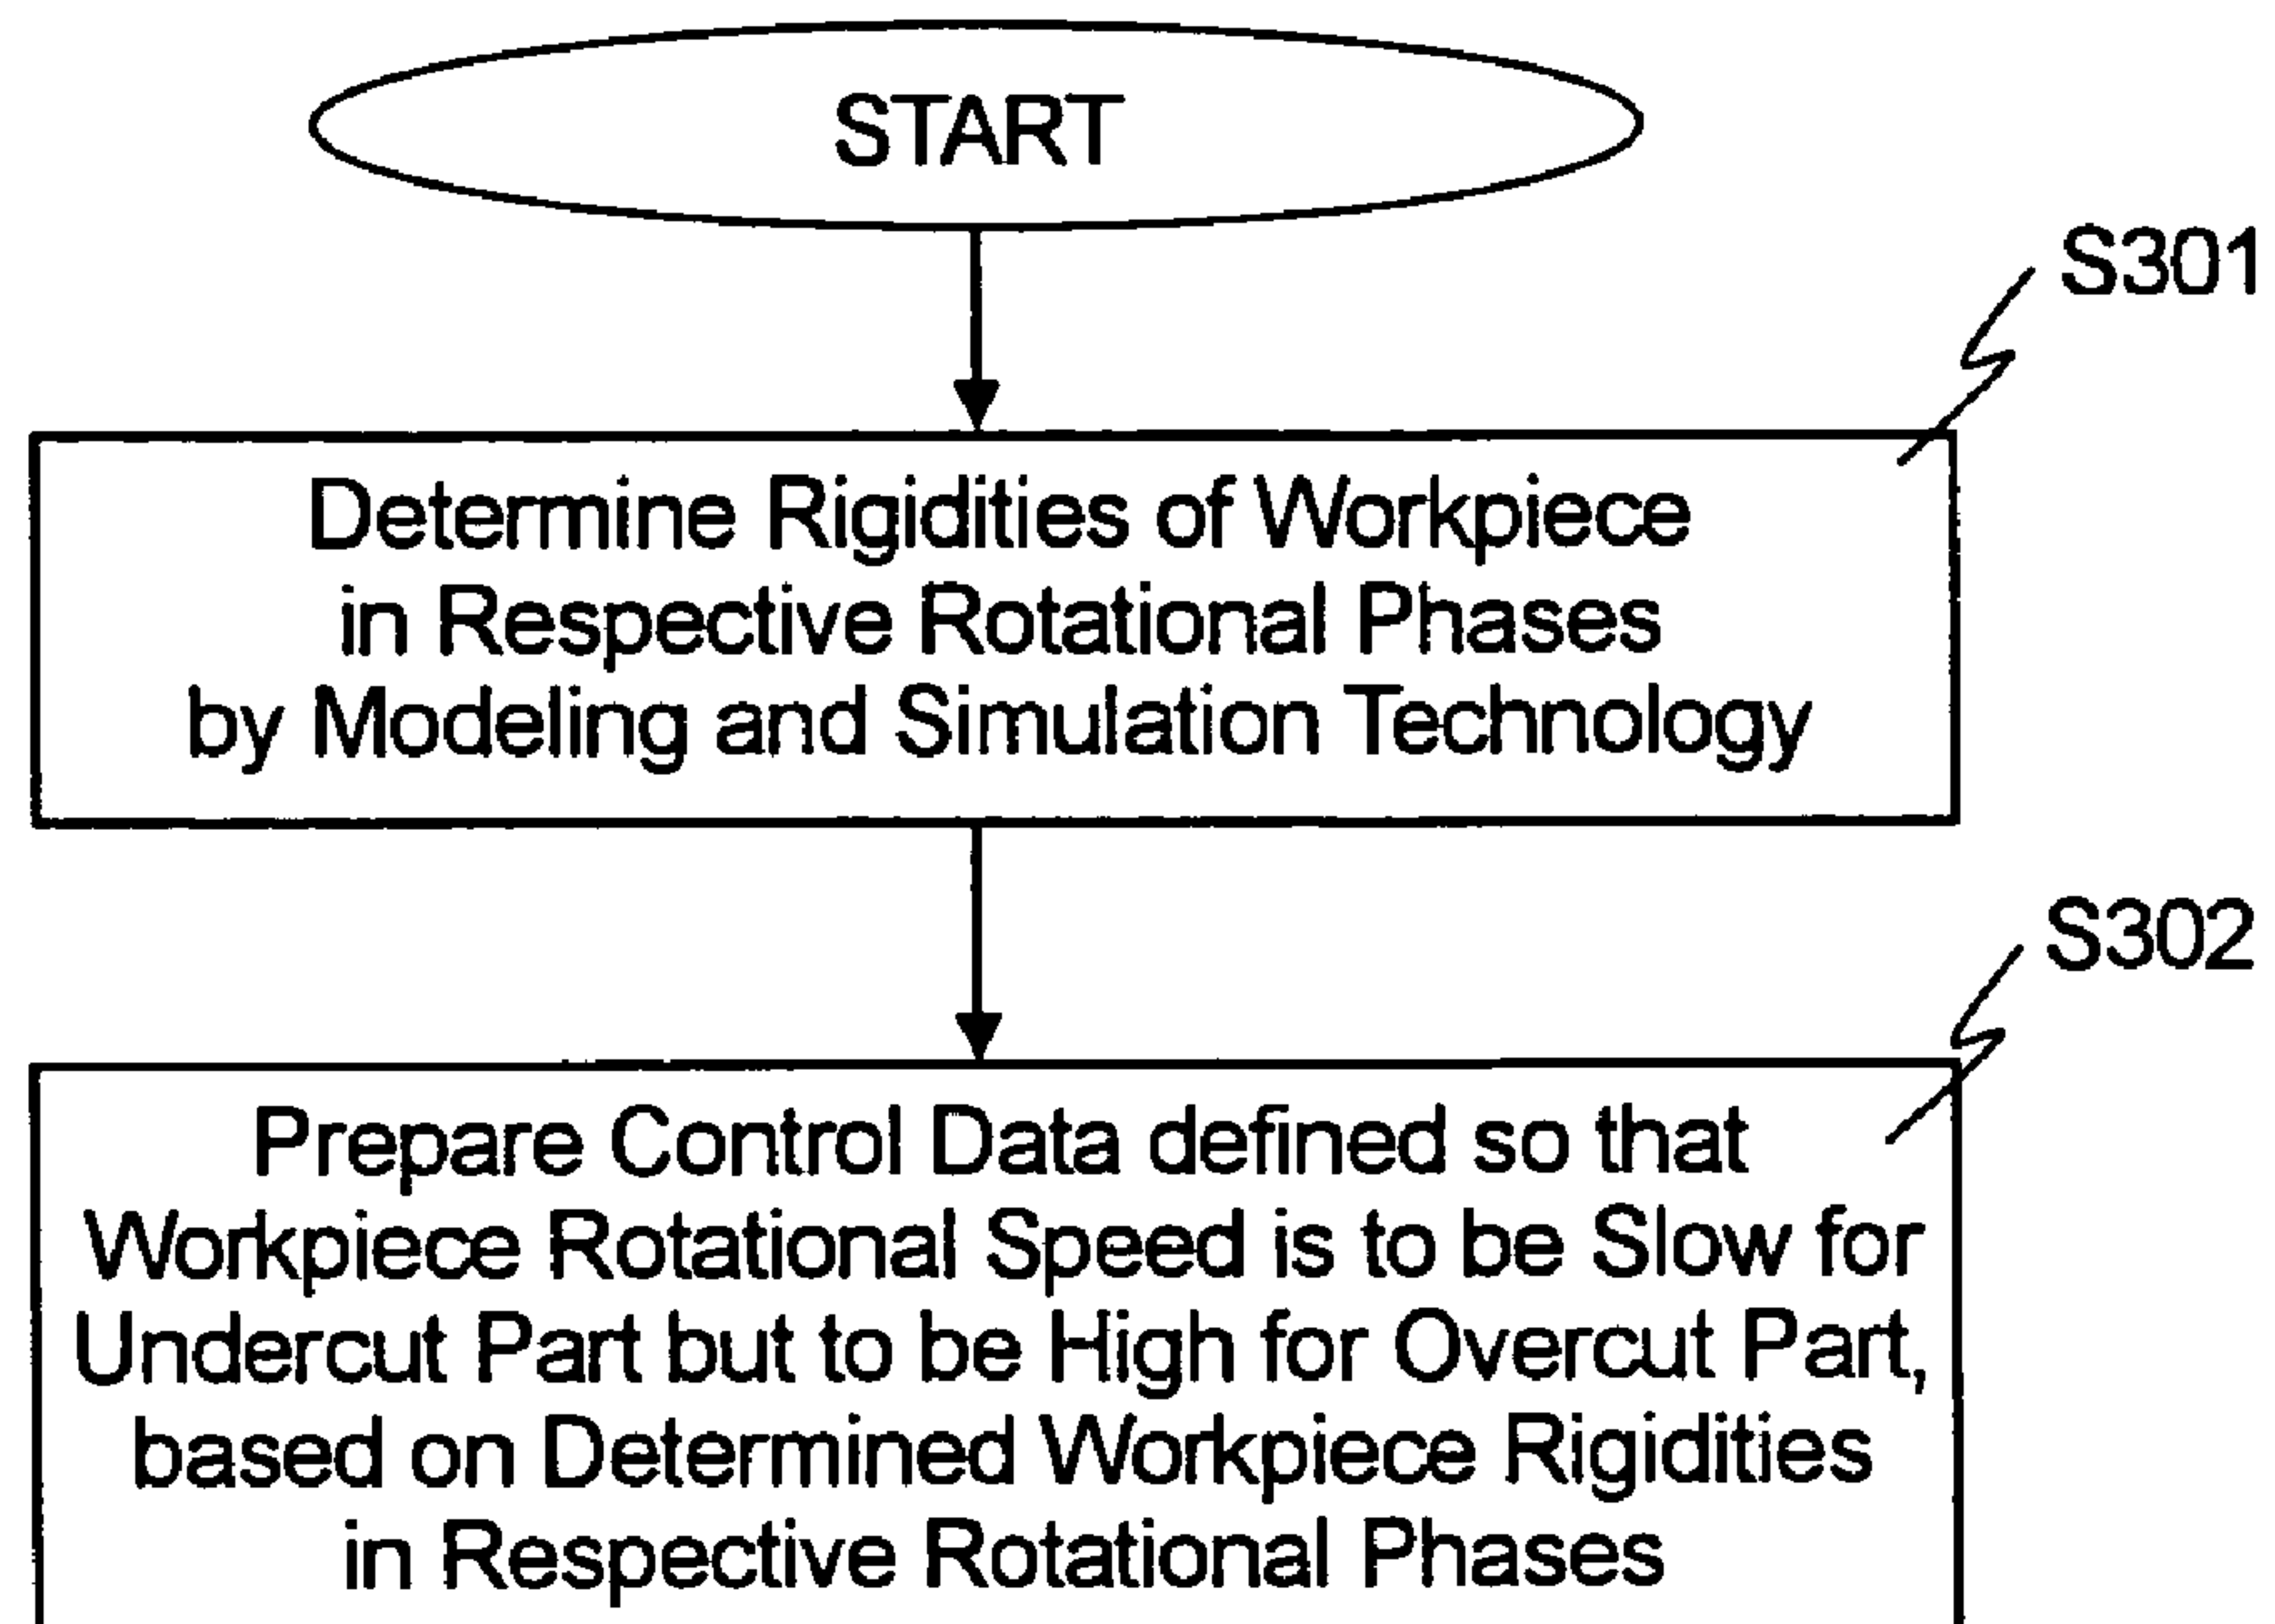 START
S301
Determine Rigidities of Workpiece
in Respective Rotational Phases
by Modeling and Simulation Technology
S302
Prepare Control Data defined so that
Workpiece Rotational Speed is to be Slow for
Undercut Part but to be High for Overcut Part,
based on Determined Workpiece Rigidities
in Respective Rotational Phases